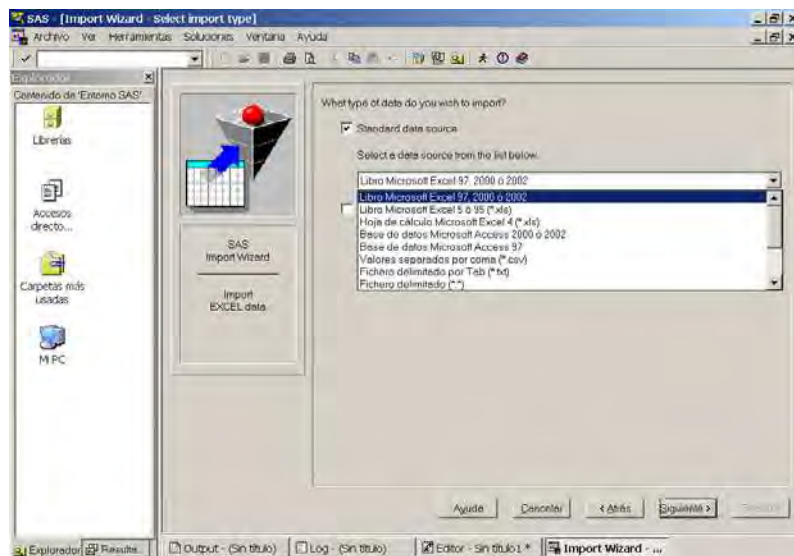 SAS - [Import Wizard - Select import type]
Archivo Ver Herramientas Soluciones Ventana Ayuda
Explorador
Contenido de 'Entorno SAS'
Librerías
Accesos directo...
Carpetas más usadas
Mi PC
SAS
Import Wizard
Import
EXCEL data
What type of data do you wish to import?
Standard data source
Select a data source from the list below.
Libro Microsoft Excel 97, 2000 ó 2002
Libro Microsoft Excel 97, 2000 ó 2002
Libro Microsoft Excel 5 ó 95 (*.xls)
Hoja de cálculo Microsoft Excel 4 (*.xls)
Base de datos Microsoft Access 2000 ó 2002
Base de datos Microsoft Access 97
Valores separados por coma (*.csv)
Fichero delimitado por Tab (*.txt)
Fichero delimitado (*.*)
Ayuda Cancelar < Atrás Siguiente >
Explorador Results
Output - (Sin título) Log - (Sin título) Editor - Sin título1 * Import Wizard - ...